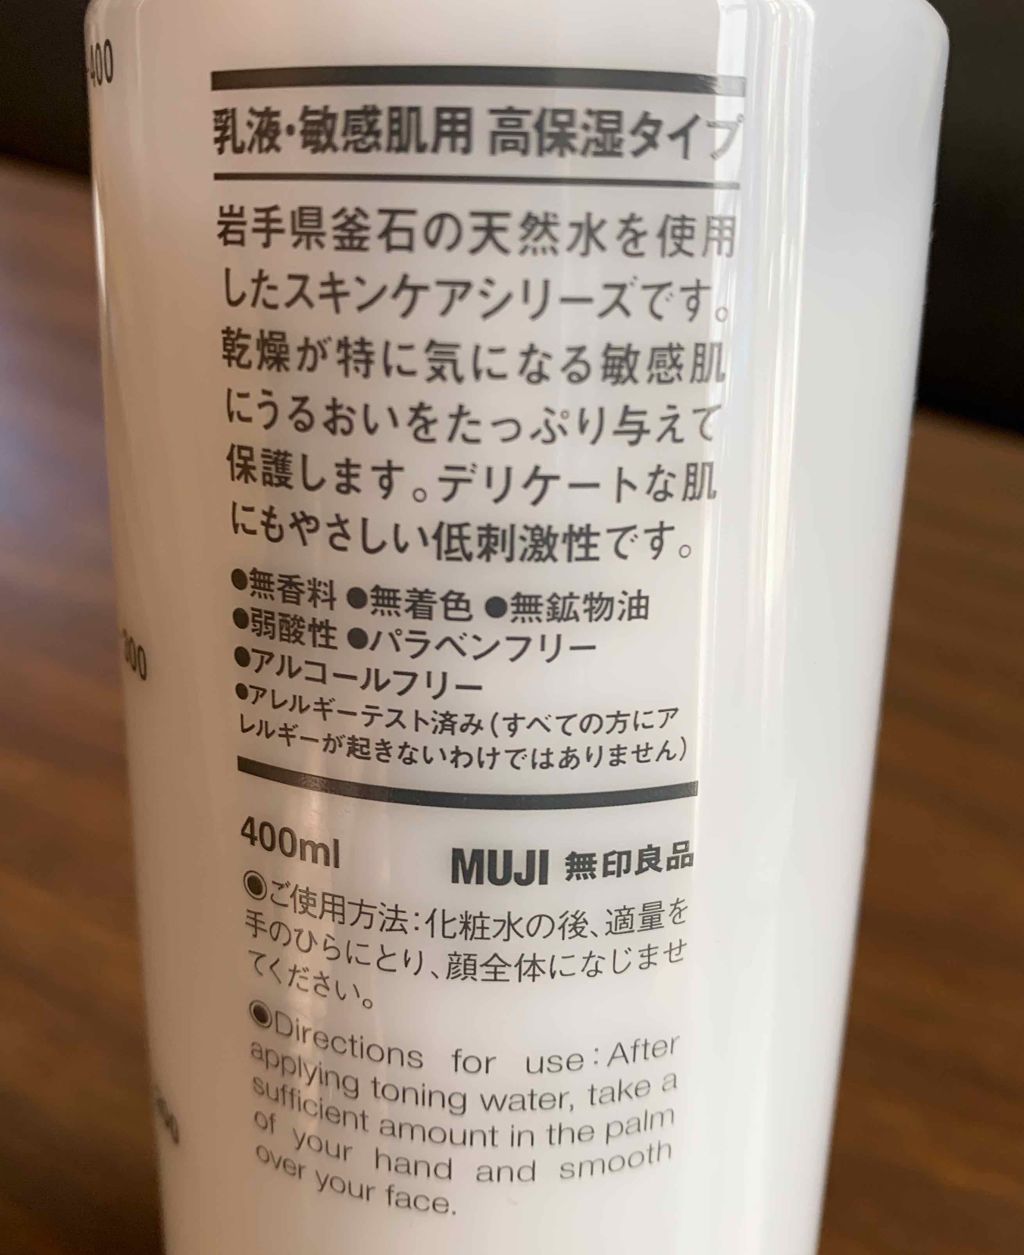 400
乳液・敏感肌用 高保湿タイプ
岩手県釜石の天然水を使用
したスキンケアシリーズです。
乾燥が特に気になる敏感肌
にうるおいをたっぷり与えて
保護します。デリケートな肌
にもやさしい低刺激性です。
●無香料 ●無着色 ●無鉱物油
●弱酸性 ●パラベンフリー
●アルコールフリー
●アレルギーテスト済み(すべての方にア
レルギーが起きないわけではありません)
300
400ml
MUJI 無印良品
◉ご使用方法:化粧水の後、適量を
手のひらにとり、顔全体になじませ
てください。
◉Directions for use:After
applying toning water, take a
sufficient amount in the palm
of your hand and smooth
over your face.